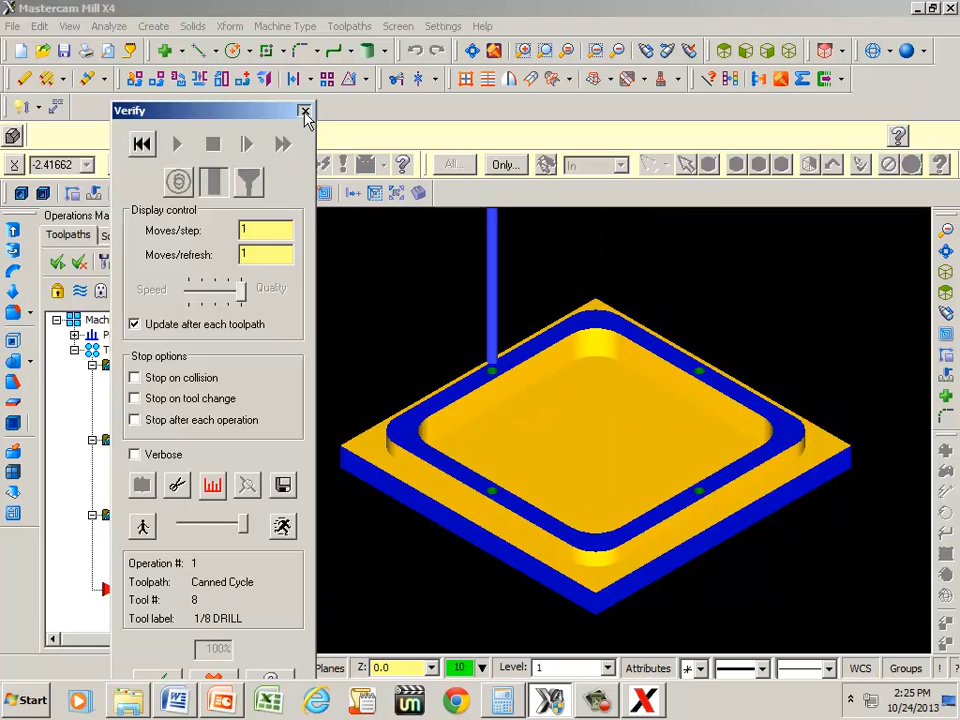 Mastercam Mill X4
File Edit View Analyze Create Solids Xform Machine Type Toolpaths Screen Settings Help
Verify
-2.41662
All... Only... In
Operations Ma
Toolpaths So
Display control
Moves/step: 1
Moves/refresh: 1
Speed Quality
Update after each toolpath
Stop options
Stop on collision
Stop on tool change
Stop after each operation
Verbose
Operation #: 1
Toolpath: Canned Cycle
Tool #: 8
Tool label: 1/8 DRILL
100%
Machi
P
T
Planes Z: 0.0 10 Level: 1 Attributes * WCS Groups ! ?
Start
2:25 PM
10/24/2013